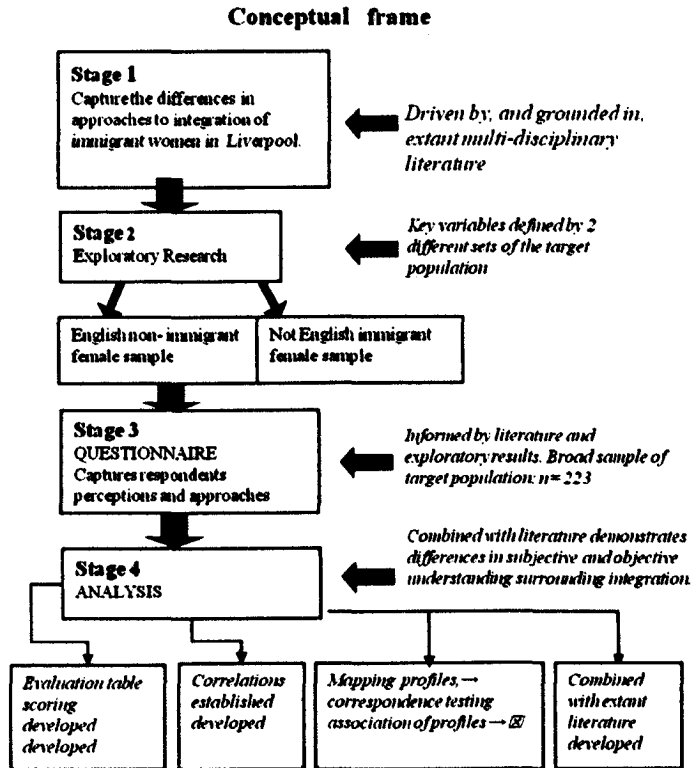 Conceptual frame
Stage 1
Capture the differences in
approaches to integration of
immigrant women in Liverpool.
Driven by, and grounded in,
extant multi-disciplinary
literature
Stage 2
Exploratory Research
Key variables defined by 2
different sets of the target
population
English non- immigrant
female sample
Not English immigrant
female sample
Stage 3
QUESTIONNAIRE
Captures respondents
perceptions and approaches
Informed by literature and
exploratory results. Broad sample of
target population: n= 223
Stage 4
ANALYSIS
Combined with literature demonstrates
differences in subjective and objective
understanding surrounding integration.
Evaluation table
scoring
developed
developed
Correlations
established
developed
Mapping profiles, →
correspondence testing
association of profiles → ☒
Combined
with extant
literature
developed